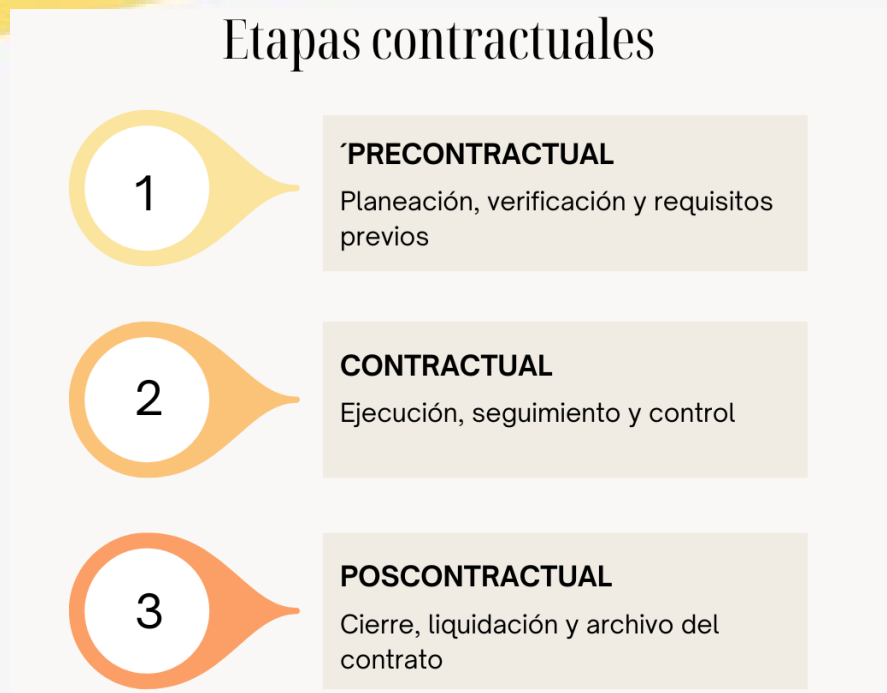 Etapas contractuales
1
´PRECONTRACTUAL
Planeación, verificación y requisitos
previos
2
CONTRACTUAL
Ejecución, seguimiento y control
3
POSCONTRACTUAL
Cierre, liquidación y archivo del
contrato